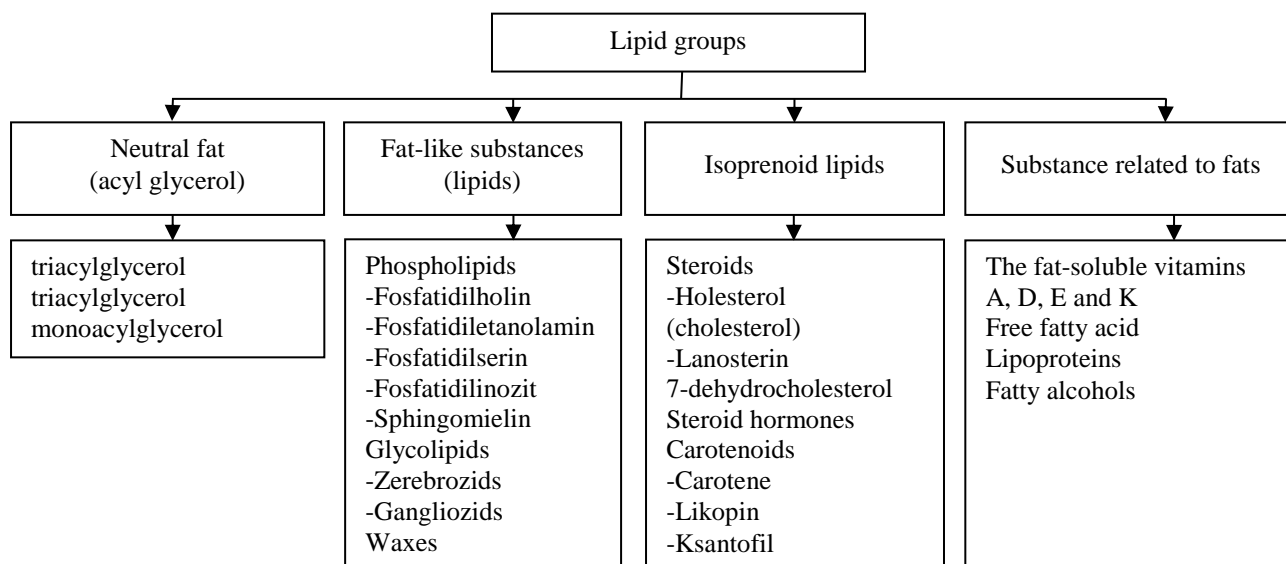 Lipid groups
Neutral fat
(acyl glycerol)
Fat-like substances
(lipids)
Isoprenoid lipids
Substance related to fats
triacylglycerol
triacylglycerol
monoacylglycerol
Phospholipids
-Fosfatidilholin
-Fosfatidiletanolamin
-Fosfatidilserin
-Fosfatidilinozit
-Sphingomielin
Glycolipids
-Zerebrozids
-Gangliozids
Waxes
Steroids
-Holesterol
(cholesterol)
-Lanosterin
7-dehydrocholesterol
Steroid hormones
Carotenoids
-Carotene
-Likopin
-Ksantofil
The fat-soluble vitamins
A, D, E and K
Free fatty acid
Lipoproteins
Fatty alcohols